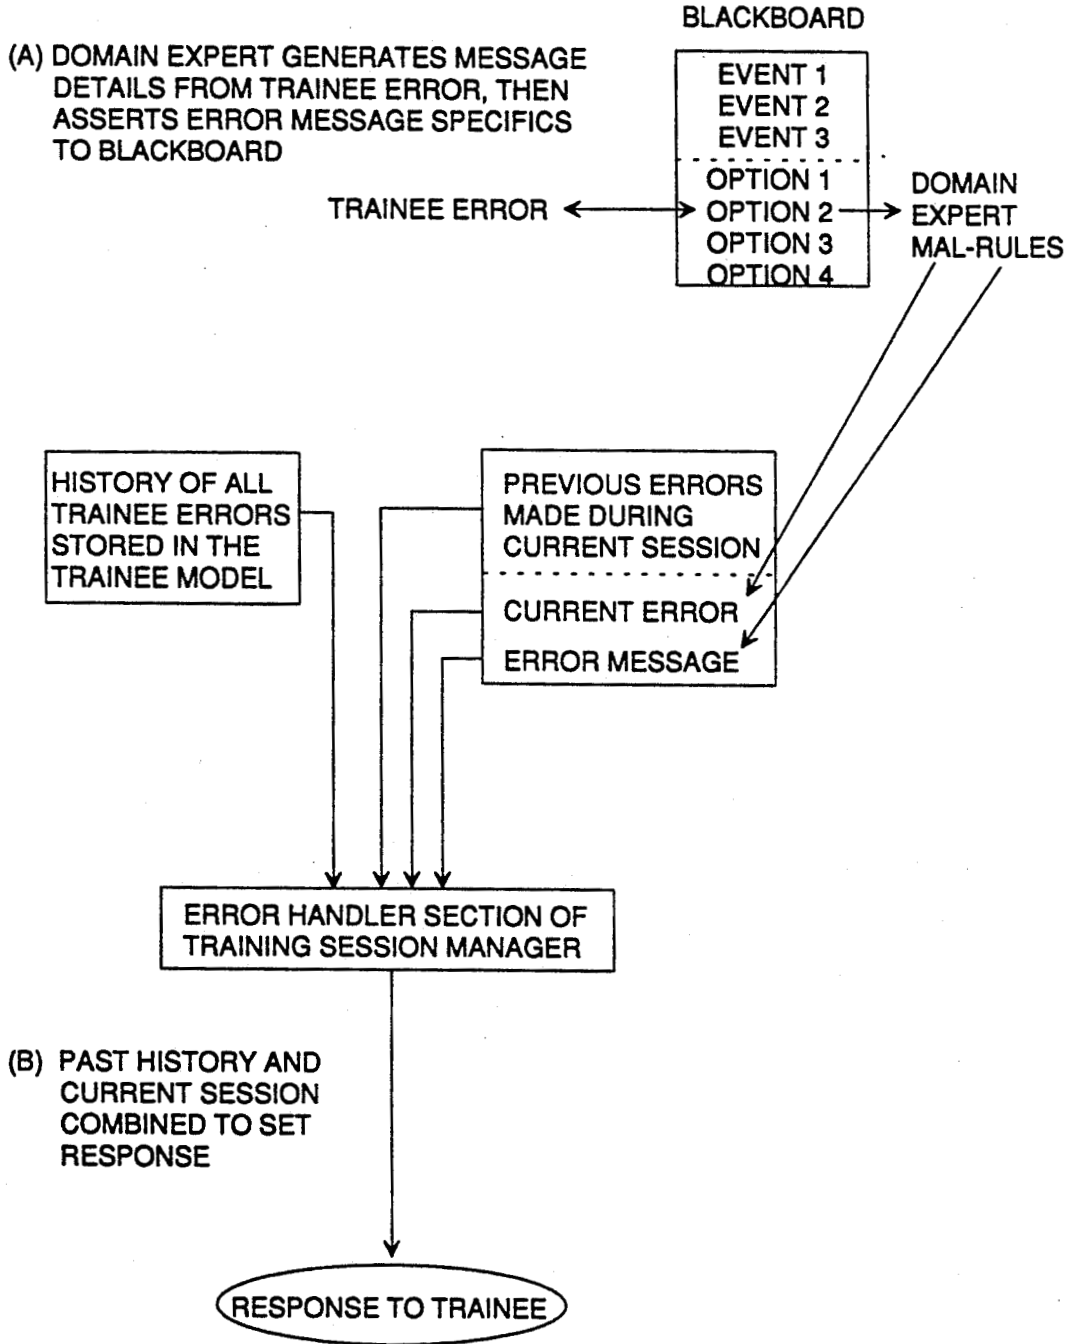 BLACKBOARD
(A) DOMAIN EXPERT GENERATES MESSAGE
DETAILS FROM TRAINEE ERROR, THEN
ASSERTS ERROR MESSAGE SPECIFICS
TO BLACKBOARD
EVENT 1
EVENT 2
EVENT 3
OPTION 1
OPTION 2
OPTION 3
OPTION 4
TRAINEE ERROR
DOMAIN
EXPERT
MAL-RULES
HISTORY OF ALL
TRAINEE ERRORS
STORED IN THE
TRAINEE MODEL
PREVIOUS ERRORS
MADE DURING
CURRENT SESSION
CURRENT ERROR
ERROR MESSAGE
ERROR HANDLER SECTION OF
TRAINING SESSION MANAGER
(B) PAST HISTORY AND
CURRENT SESSION
COMBINED TO SET
RESPONSE
RESPONSE TO TRAINEE